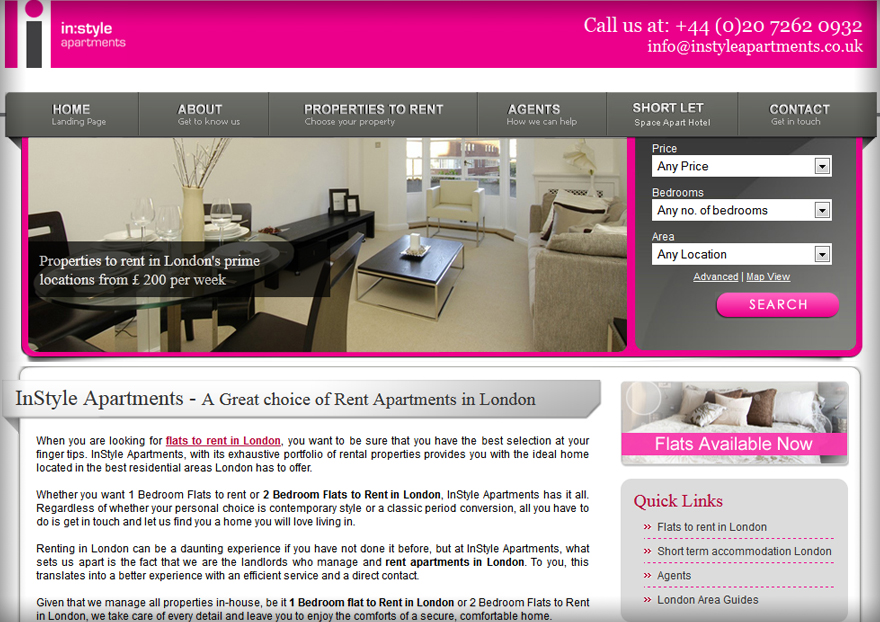 in:style
apartments
Call us at: +44 (0)20 7262 0932
info@instyleapartments.co.uk
HOME
Landing Page
ABOUT
Get to know us
PROPERTIES TO RENT
Choose your property
AGENTS
How we can help
SHORT LET
Space Apart Hotel
CONTACT
Get in touch
Properties to rent in London's prime
locations from £ 200 per week
Price
Any Price
Bedrooms
Any no. of bedrooms
Area
Any Location
Advanced | Map View
SEARCH
InStyle Apartments - A Great choice of Rent Apartments in London
When you are looking for flats to rent in London, you want to be sure that you have the best selection at your
finger tips. InStyle Apartments, with its exhaustive portfolio of rental properties provides you with the ideal home
located in the best residential areas London has to offer.
Whether you want 1 Bedroom Flats to rent or 2 Bedroom Flats to Rent in London, InStyle Apartments has it all.
Regardless of whether your personal choice is contemporary style or a classic period conversion, all you have to
do is get in touch and let us find you a home you will love living in.
Renting in London can be a daunting experience if you have not done it before, but at InStyle Apartments, what
sets us apart is the fact that we are the landlords who manage and rent apartments in London. To you, this
translates into a better experience with an efficient service and a direct contact.
Given that we manage all properties in-house, be it 1 Bedroom flat to Rent in London or 2 Bedroom Flats to Rent
in London, we take care of every detail and leave you to enjoy the comforts of a secure, comfortable home.
Flats Available Now
Quick Links
» Flats to rent in London
» Short term accommodation London
» Agents
» London Area Guides